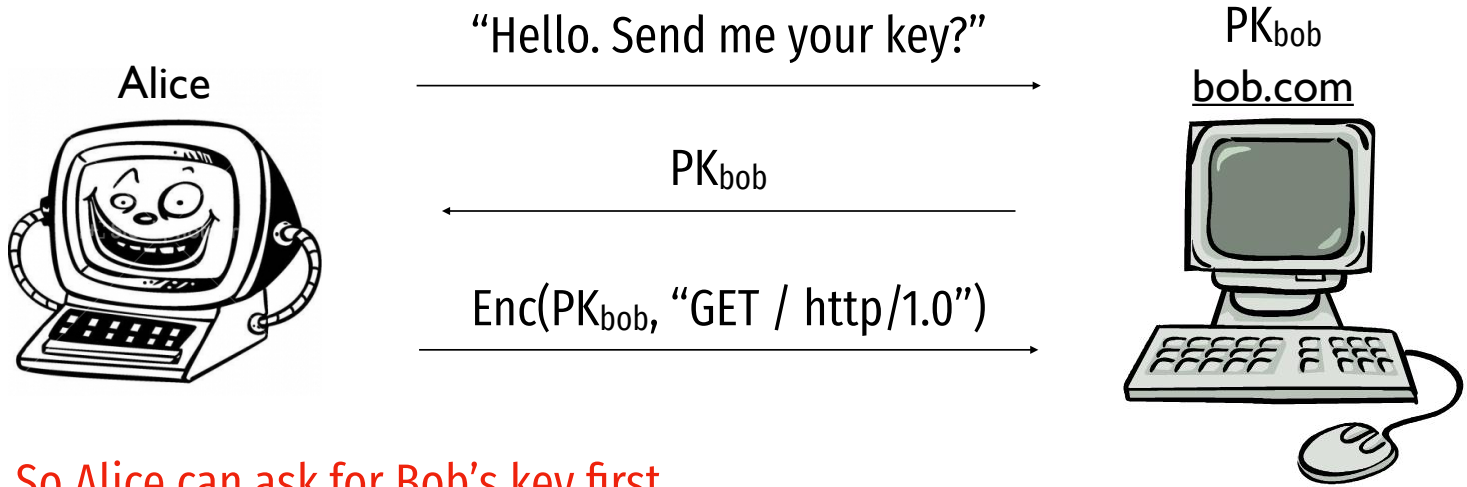 “Hello. Send me your key?”
PKbob
Alice
bob.com
PKbob
Enc(PKbob, “GET / http/1.0”)
So Alice can ask for Bob’s key first